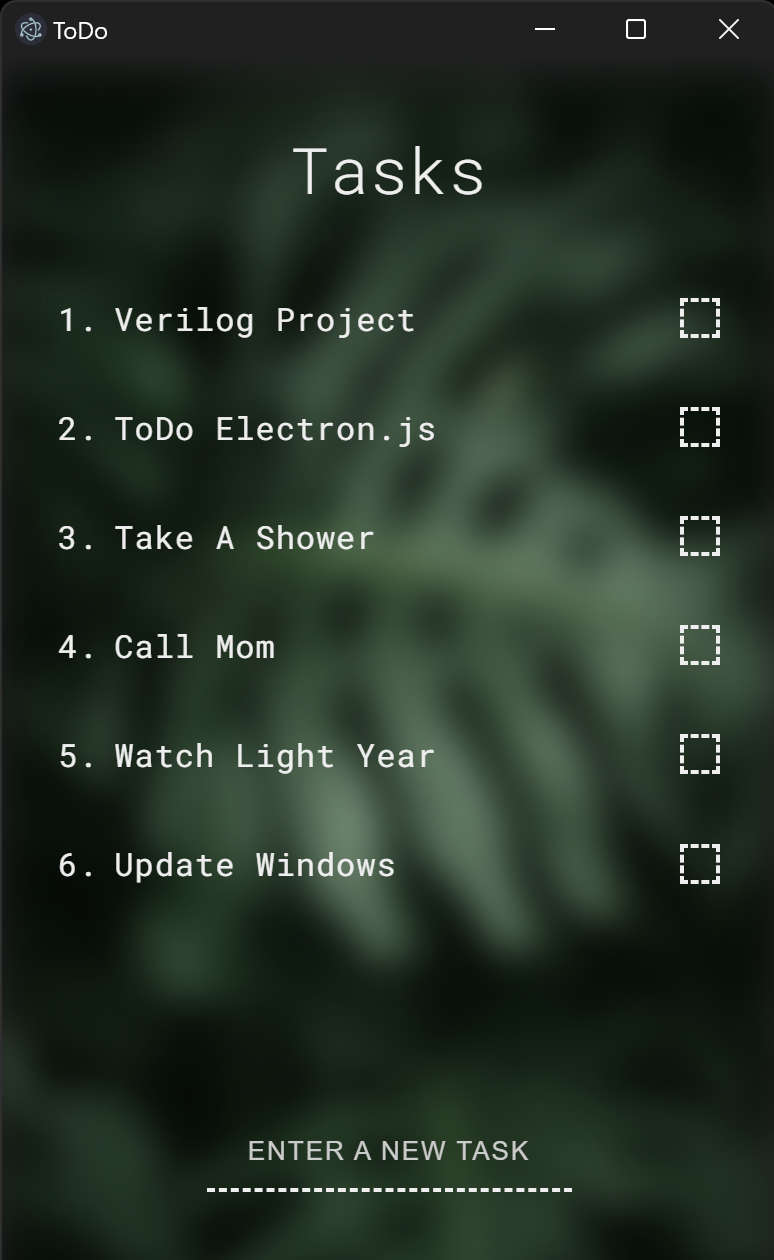 ToDo
Tasks
1. Verilog Project
2. ToDo Electron.js
3. Take A Shower
4. Call Mom
5. Watch Light Year
6. Update Windows
ENTER A NEW TASK